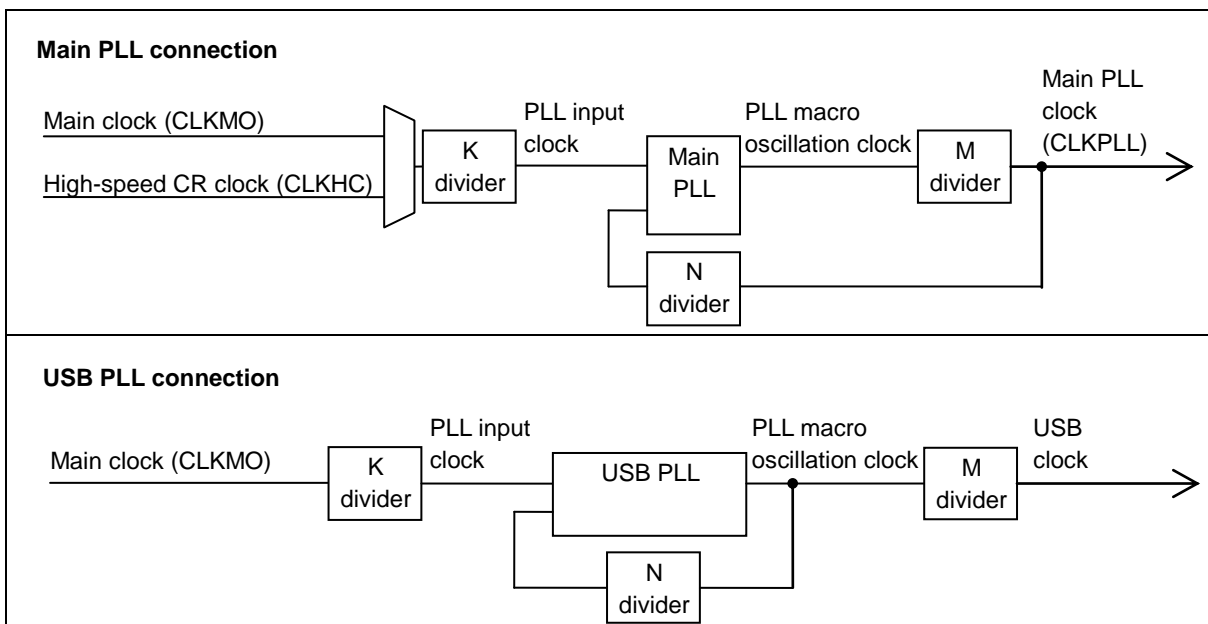 Main PLL connection
Main clock (CLKMO)
High-speed CR clock (CLKHC)
K
divider
PLL input
clock
Main
PLL
PLL macro
oscillation clock
M
divider
Main PLL
clock
(CLKPLL)
N
divider
USB PLL connection
Main clock (CLKMO)
K
divider
PLL input
clock
USB PLL
PLL macro
oscillation clock
M
divider
USB
clock
N
divider